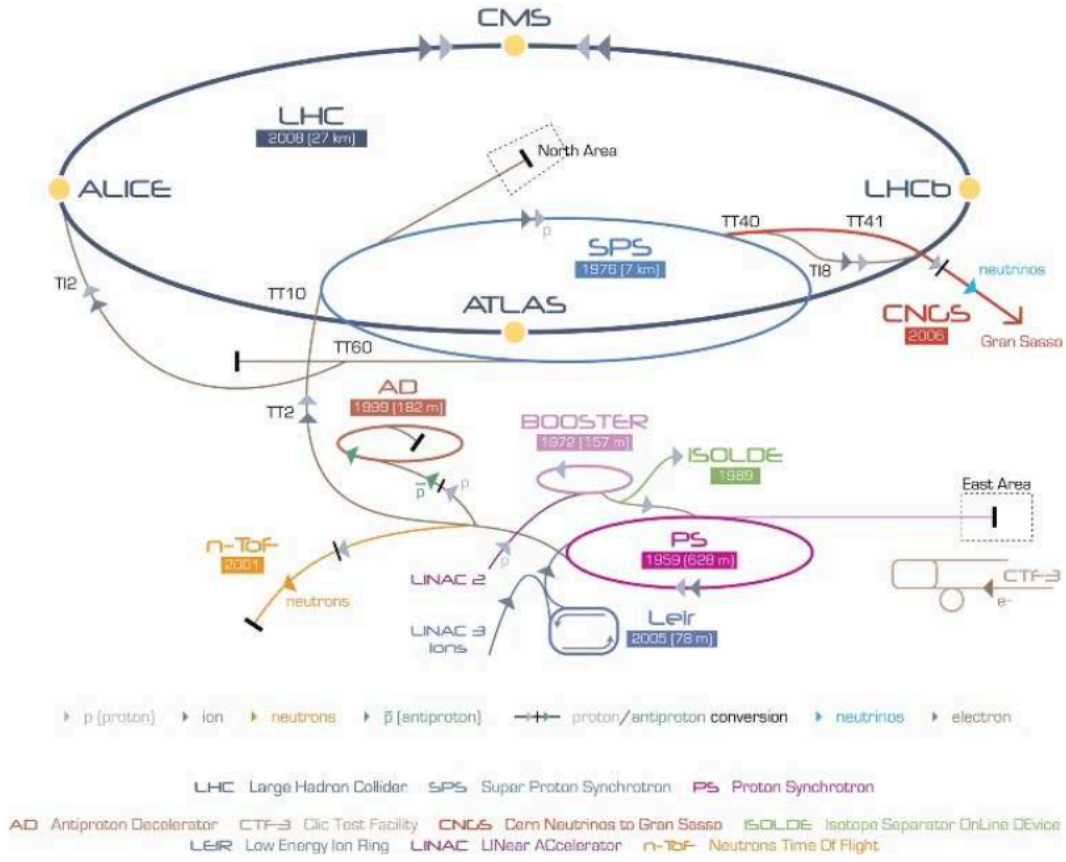 CMS
LHC
2008 (27 km)
North Area
ALICE
LHCb
TT40
TT41
SPS
1976 (7 km)
p
TI8
neutrinos
TI2
TT10
ATLAS
CNGS
2006
Gran Sasso
TT60
AD
1999 (182 m)
TT2
BOOSTER
1972 (157 m)
ISOLDE
1989
p̅
p
East Area
n-ToF
2001
PS
1959 (628 m)
LINAC 2
p
neutrons
CTF-3
e-
LINAC 3
Ions
Leir
2005 (78 m)
p (proton) ion neutrons p̅ (antiproton) proton/antiproton conversion neutrinos electron
LHC Large Hadron Collider SPS Super Proton Synchrotron PS Proton Synchrotron
AD Antiproton Decelerator CTF-3 Clic Test Facility CNGS Cern Neutrinos to Gran Sasso ISOLDE Isotope Separator OnLine DEvice
LEIR Low Energy Ion Ring LINAC LINear ACcelerator n-ToF Neutrons Time Of Flight